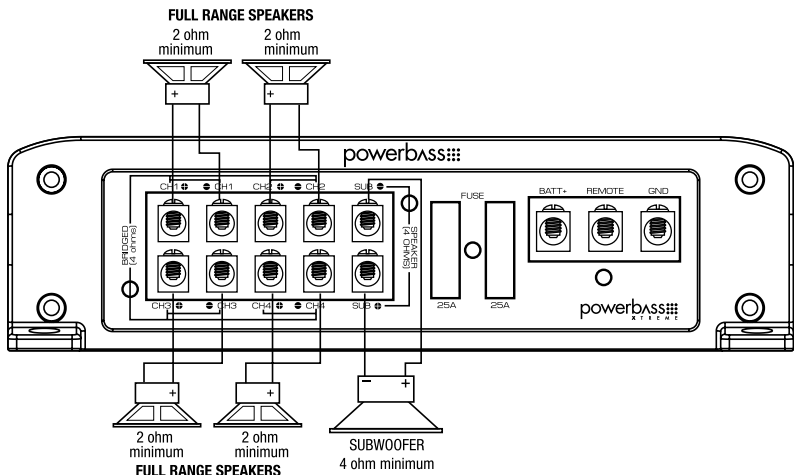 FULL RANGE SPEAKERS
2 ohm
minimum
2 ohm
minimum
+
+
powerbass
CH1 + - CH1 CH2 + - CH2 SUB -
FUSE
BATT+ REMOTE GND
BRIDGED
(4 ohms)
SPEAKER
(4 OHMS)
CH3 + - CH3 CH4 + - CH4 SUB +
25A 25A
powerbass
XTREME
+
+
- +
2 ohm
minimum
2 ohm
minimum
FULL RANGE SPEAKERS
SUBWOOFER
4 ohm minimum